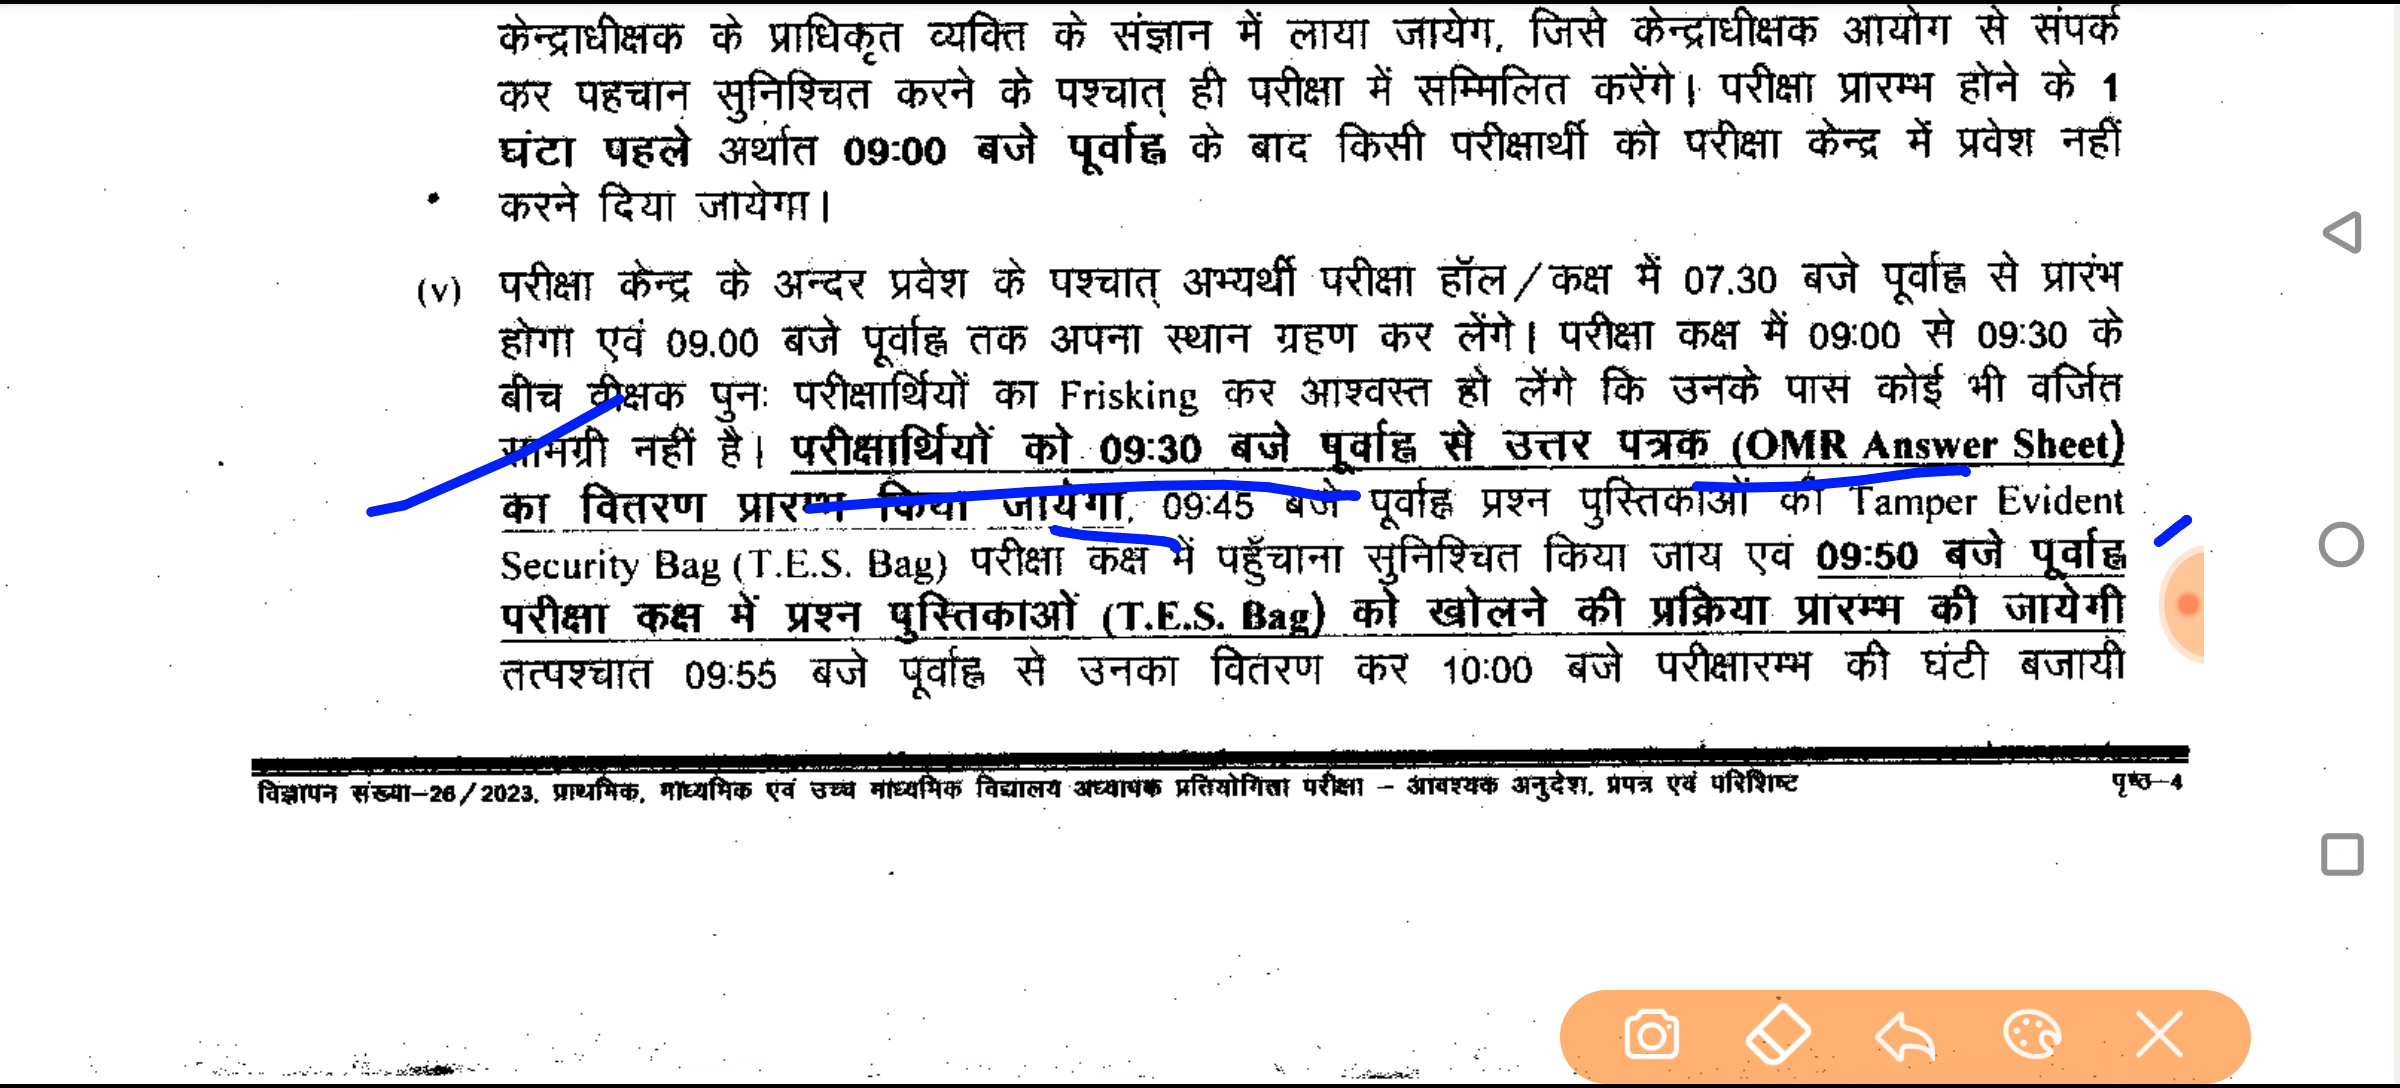 केन्द्राधीक्षक के प्राधिकृत व्यक्ति के संज्ञान में लाया जायेग, जिसे केन्द्राधीक्षक आयोग से संपर्क
कर पहचान सुनिश्चित करने के पश्चात् ही परीक्षा में सम्मिलित करेंगे। परीक्षा प्रारम्भ होने के 1
घंटा पहले अर्थात 09:00 बजे पूर्वाह्न के बाद किसी परीक्षार्थी को परीक्षा केन्द्र में प्रवेश नहीं
करने दिया जायेगा।
(v) परीक्षा केन्द्र के अन्दर प्रवेश के पश्चात् अभ्यर्थी परीक्षा हॉल/कक्ष में 07.30 बजे पूर्वाह्न से प्रारंभ
होगा एवं 09.00 बजे पूर्वाह्न तक अपना स्थान ग्रहण कर लेंगे। परीक्षा कक्ष में 09:00 से 09:30 के
बीच वीक्षक पुनः परीक्षार्थियों का Frisking कर आश्वस्त हो लेंगे कि उनके पास कोई भी वर्जित
सामग्री नहीं है। परीक्षार्थियों को 09:30 बजे पूर्वाह्न से उत्तर पत्रक (OMR Answer Sheet)
का वितरण प्रारम्भ किया जायेगा, 09:45 बजे पूर्वाह्न प्रश्न पुस्तिकाओं की Tamper Evident
Security Bag (T.E.S. Bag) परीक्षा कक्ष में पहुँचाना सुनिश्चित किया जाय एवं 09:50 बजे पूर्वाह्न
परीक्षा कक्ष में प्रश्न पुस्तिकाओं (T.E.S. Bag) को खोलने की प्रक्रिया प्रारम्भ की जायेगी
तत्पश्चात 09:55 बजे पूर्वाह्न से उनका वितरण कर 10:00 बजे परीक्षारम्भ की घंटी बजायी
विज्ञापन संख्या-26/2023, प्राथमिक, माध्यमिक एवं उच्च माध्यमिक विद्यालय अध्यापक प्रतियोगिता परीक्षा - आवश्यक अनुदेश, प्रपत्र एवं परिशिष्ट पृष्ठ-4